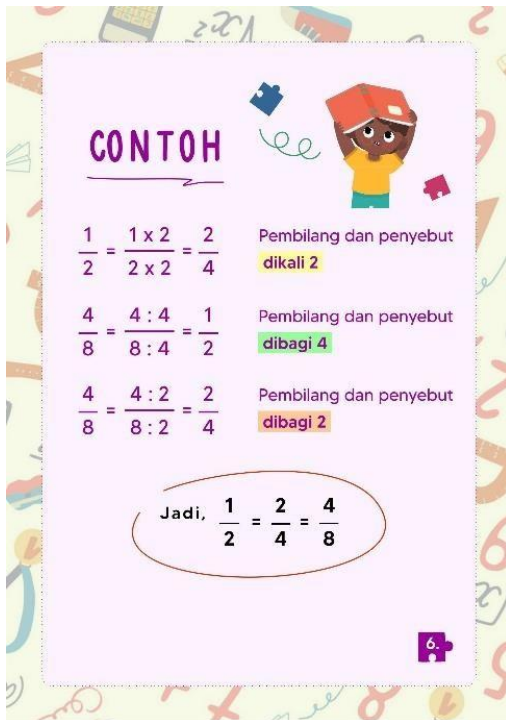 CONTOH
1/2 = 1 x 2/2 x 2 = 2/4 Pembilang dan penyebut
dikali 2
4/8 = 4 : 4/8 : 4 = 1/2 Pembilang dan penyebut
dibagi 4
4/8 = 4 : 2/8 : 2 = 2/4 Pembilang dan penyebut
dibagi 2
Jadi, 1/2 = 2/4 = 4/8
6.